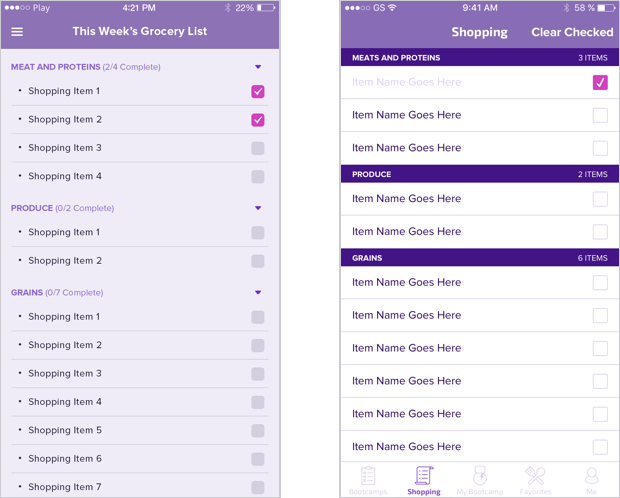 Play 4:21 PM 22%
This Week's Grocery List
MEAT AND PROTEINS (2/4 Complete)
• Shopping Item 1
• Shopping Item 2
• Shopping Item 3
• Shopping Item 4
PRODUCE (0/2 Complete)
• Shopping Item 1
• Shopping Item 2
GRAINS (0/7 Complete)
• Shopping Item 1
• Shopping Item 2
• Shopping Item 3
• Shopping Item 4
• Shopping Item 5
• Shopping Item 6
• Shopping Item 7
GS 9:41 AM 58 %
Shopping Clear Checked
MEATS AND PROTEINS 3 ITEMS
Item Name Goes Here
Item Name Goes Here
Item Name Goes Here
PRODUCE 2 ITEMS
Item Name Goes Here
Item Name Goes Here
GRAINS 6 ITEMS
Item Name Goes Here
Item Name Goes Here
Item Name Goes Here
Item Name Goes Here
Item Name Goes Here
Item Name Goes Here
Bootcamps Shopping My Bootcamp Favorites Me